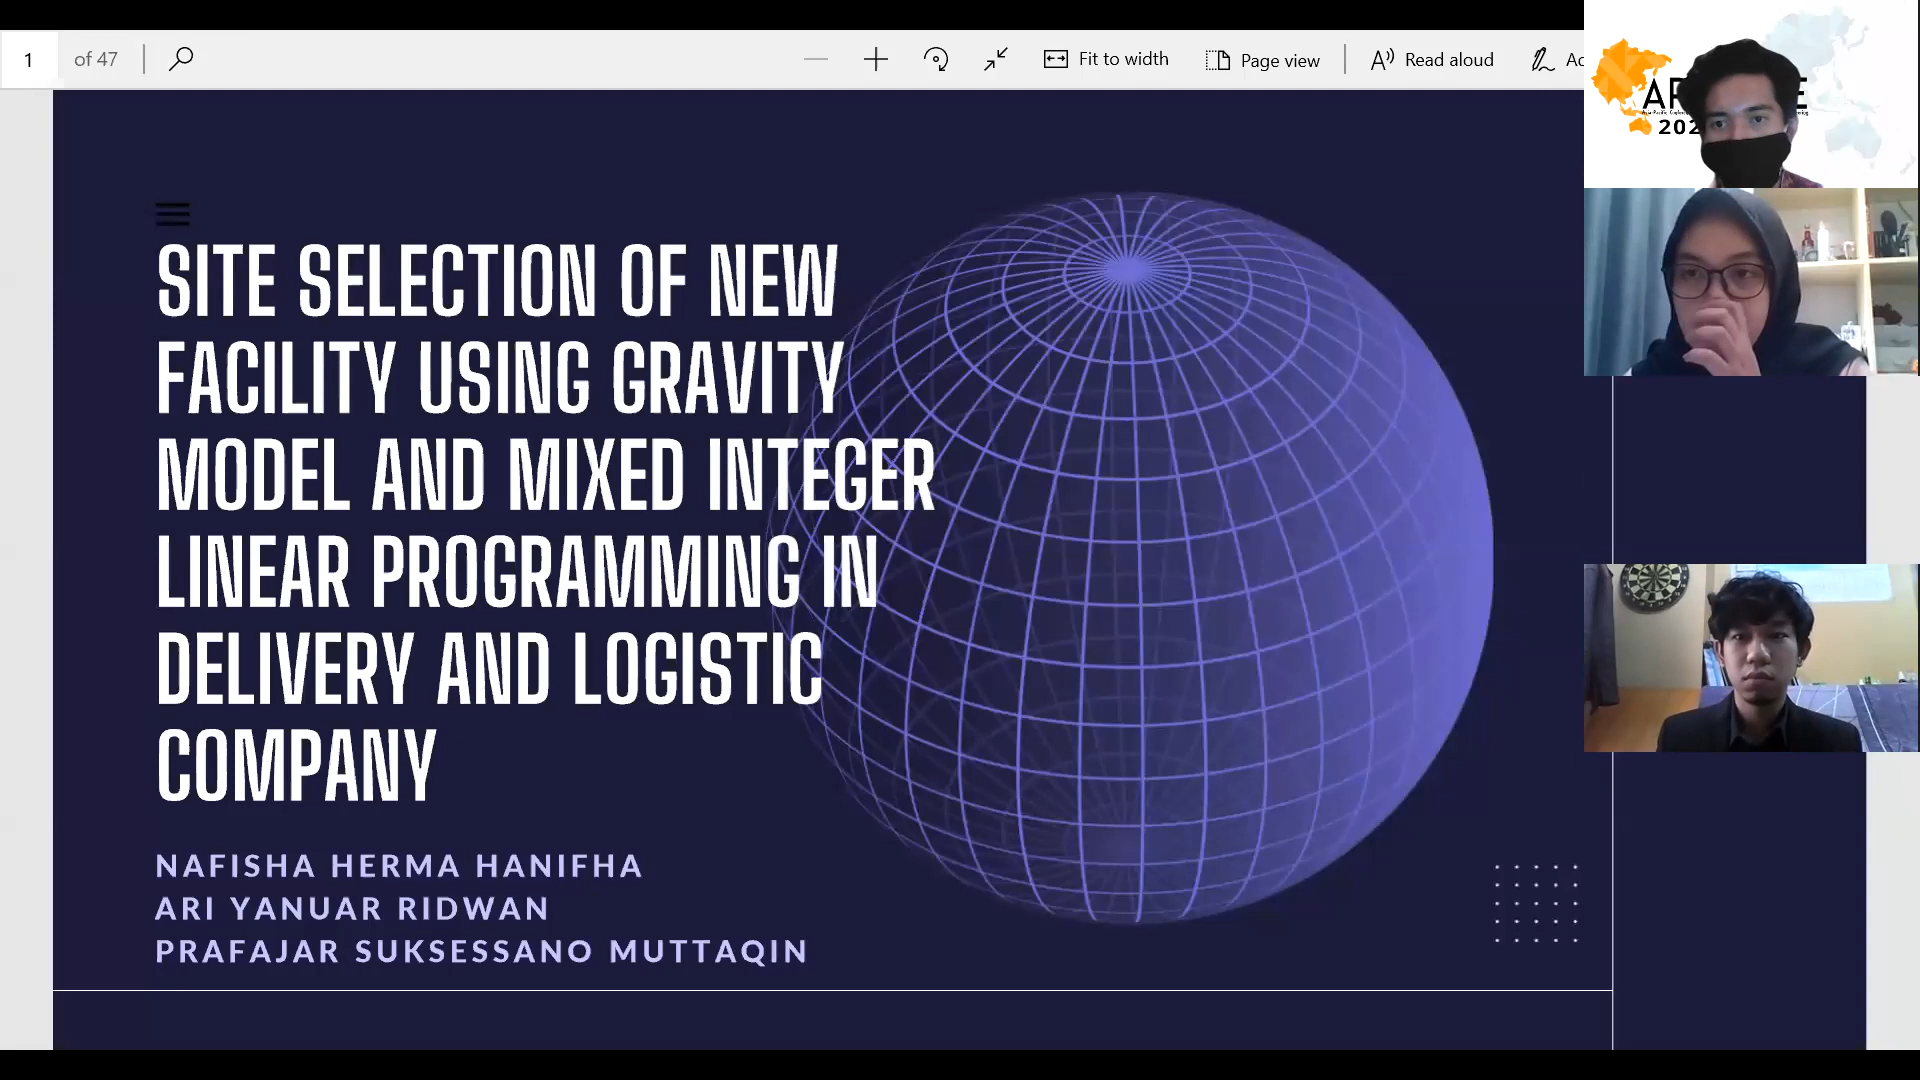 1 of 47
Fit to width
Page view
Read aloud
202
SITE SELECTION OF NEW
FACILITY USING GRAVITY
MODEL AND MIXED INTEGER
LINEAR PROGRAMMING IN
DELIVERY AND LOGISTIC
COMPANY
NAFISHA HERMA HANIFHA
ARI YANUAR RIDWAN
PRAFAJAR SUKSESSANO MUTTAQIN